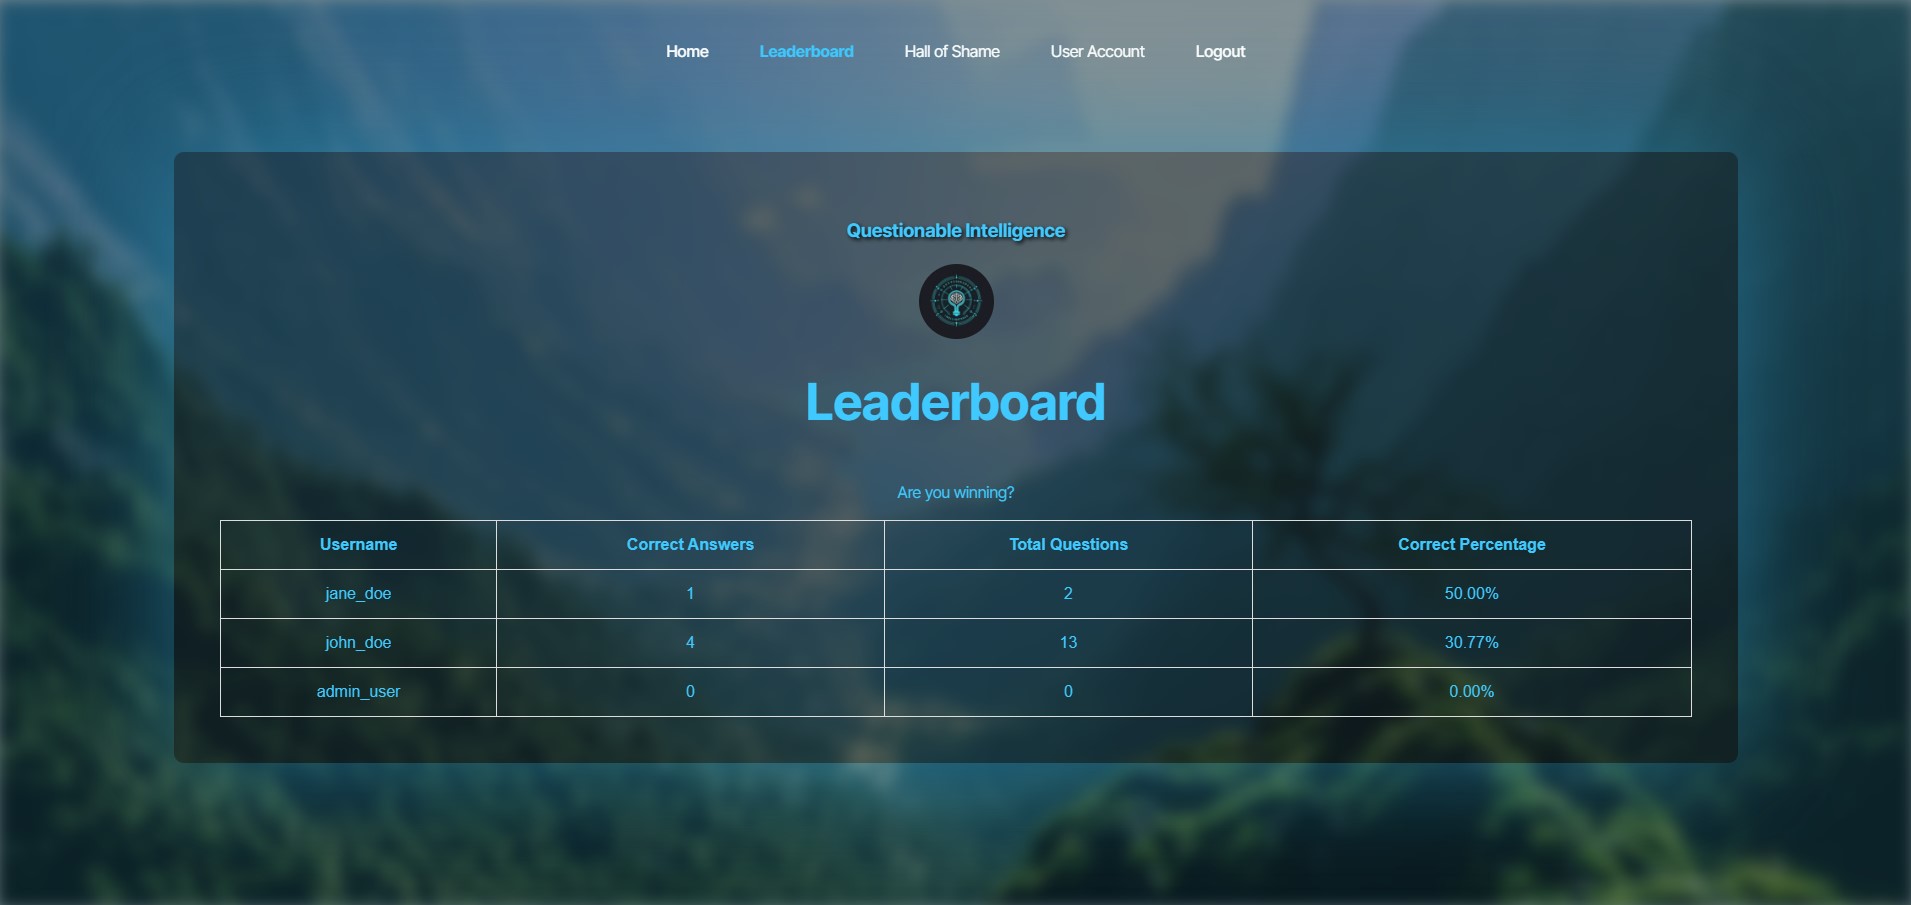 Home Leaderboard Hall of Shame User Account Logout
Questionable Intelligence
Leaderboard
Are you winning?
Username Correct Answers Total Questions Correct Percentage
jane_doe 1 2 50.00%
john_doe 4 13 30.77%
admin_user 0 0 0.00%